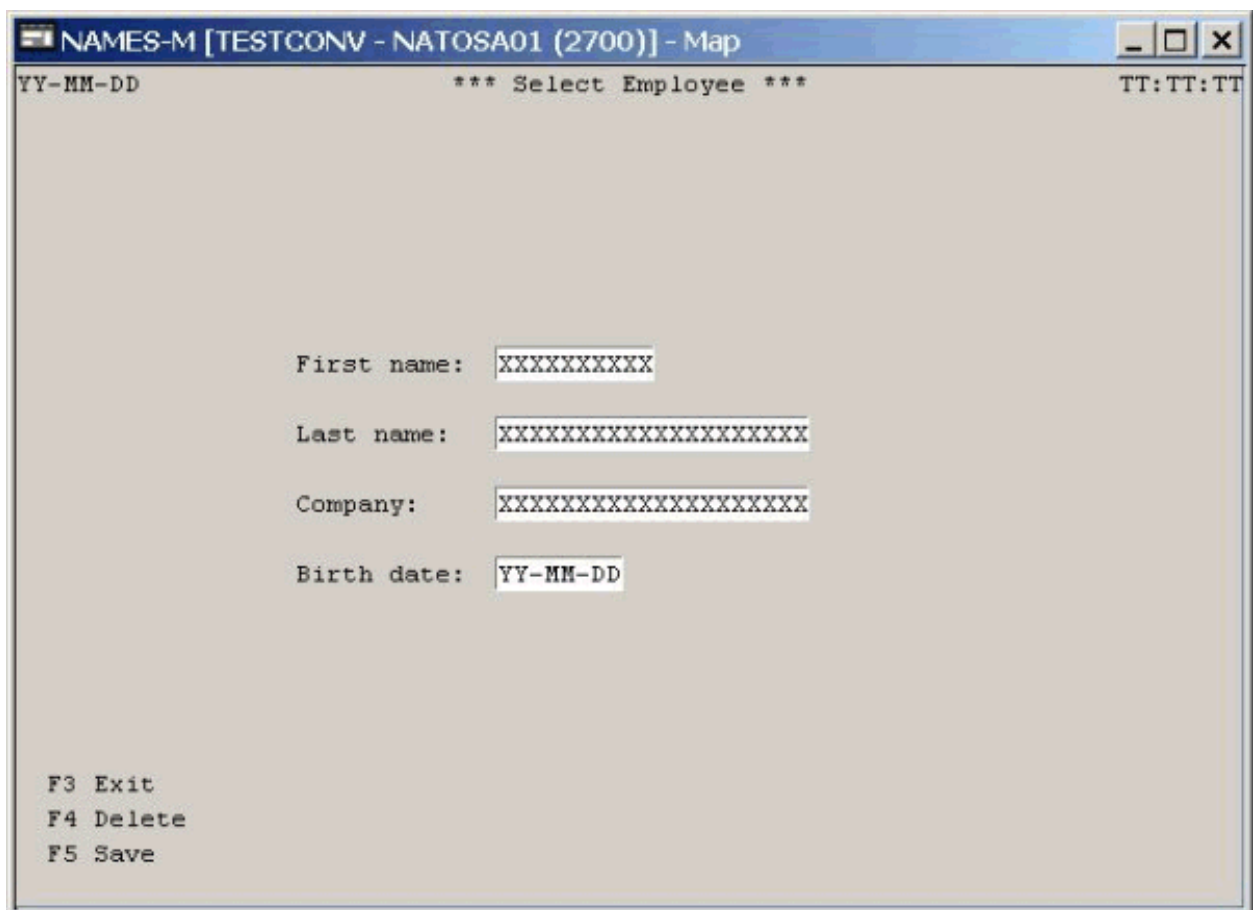 NAMES-M [TESTCONV - NATOSA01 (2700)] - Map
YY-MM-DD *** Select Employee *** TT:TT:TT
First name: XXXXXXXXXX
Last name: XXXXXXXXXXXXXXXXXXXX
Company: XXXXXXXXXXXXXXXXXXXX
Birth date: YY-MM-DD
F3 Exit
F4 Delete
F5 Save